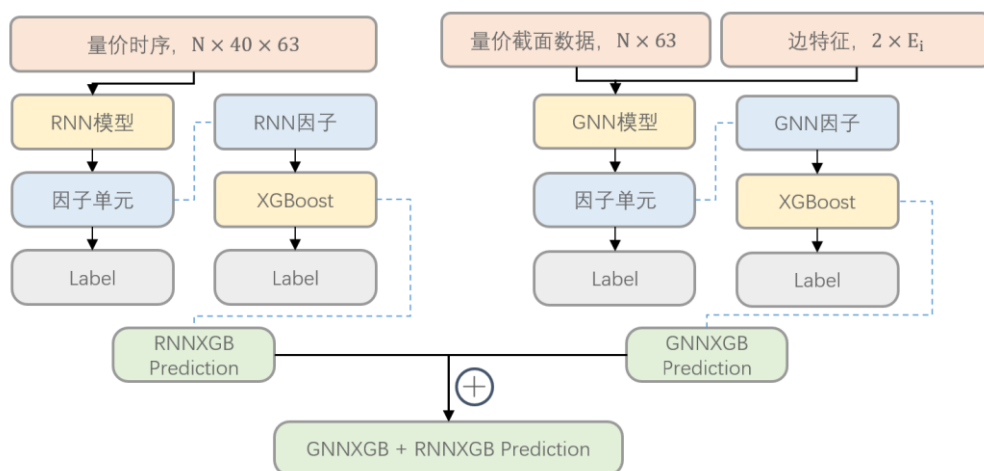 量价时序，N × 40 × 63
量价截面数据，N × 63
边特征，2 × Eᵢ
RNN模型
RNN因子
GNN模型
GNN因子
因子单元
XGBoost
因子单元
XGBoost
Label
Label
Label
Label
RNNXGB
Prediction
GNNXGB
Prediction
GNNXGB + RNNXGB Prediction